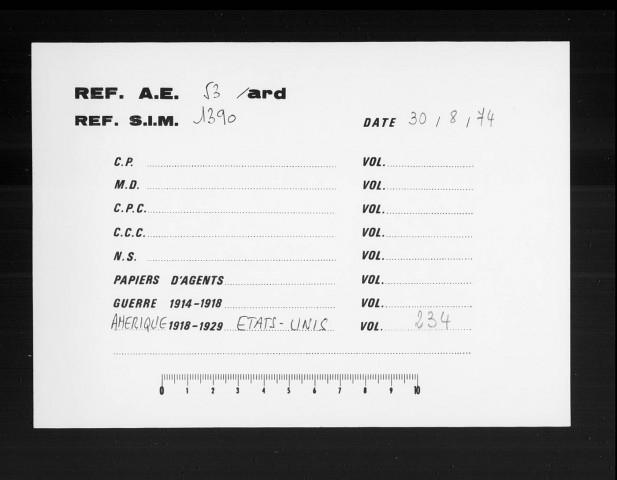 REF. A.E. 53 /ard
REF. S.I.M. 1390 DATE 30 / 8 / 74
C.P. VOL.
M.D. VOL.
C.P.C. VOL.
C.C.C. VOL.
N.S. VOL.
PAPIERS D'AGENTS VOL.
GUERRE 1914-1918 VOL.
AMERIQUE 1918-1929 ETATS-UNIS VOL. 234
0 1 2 3 4 5 6 7 8 9 10